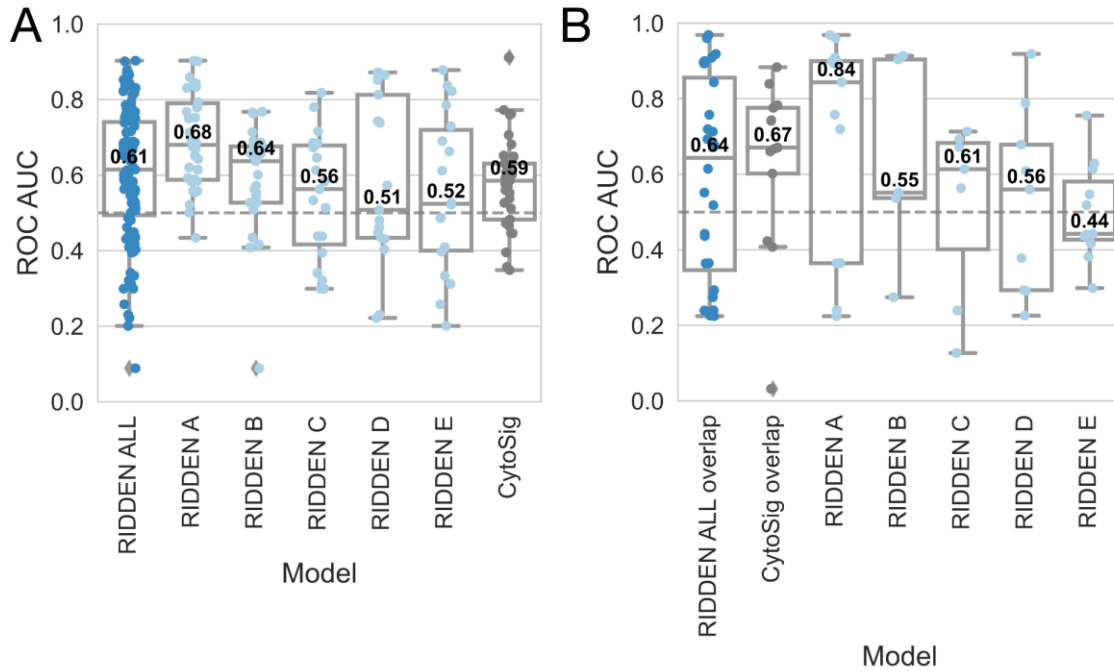 A
ROC AUC
1.0
0.8
0.6
0.4
0.2
0.0
0.61
0.68
0.64
0.56
0.51
0.52
0.59
RIDDEN ALL
RIDDEN A
RIDDEN B
RIDDEN C
RIDDEN D
RIDDEN E
CytoSig
Model
B
ROC AUC
1.0
0.8
0.6
0.4
0.2
0.0
0.64
0.67
0.84
0.55
0.61
0.56
0.44
RIDDEN ALL overlap
CytoSig overlap
RIDDEN A
RIDDEN B
RIDDEN C
RIDDEN D
RIDDEN E
Model